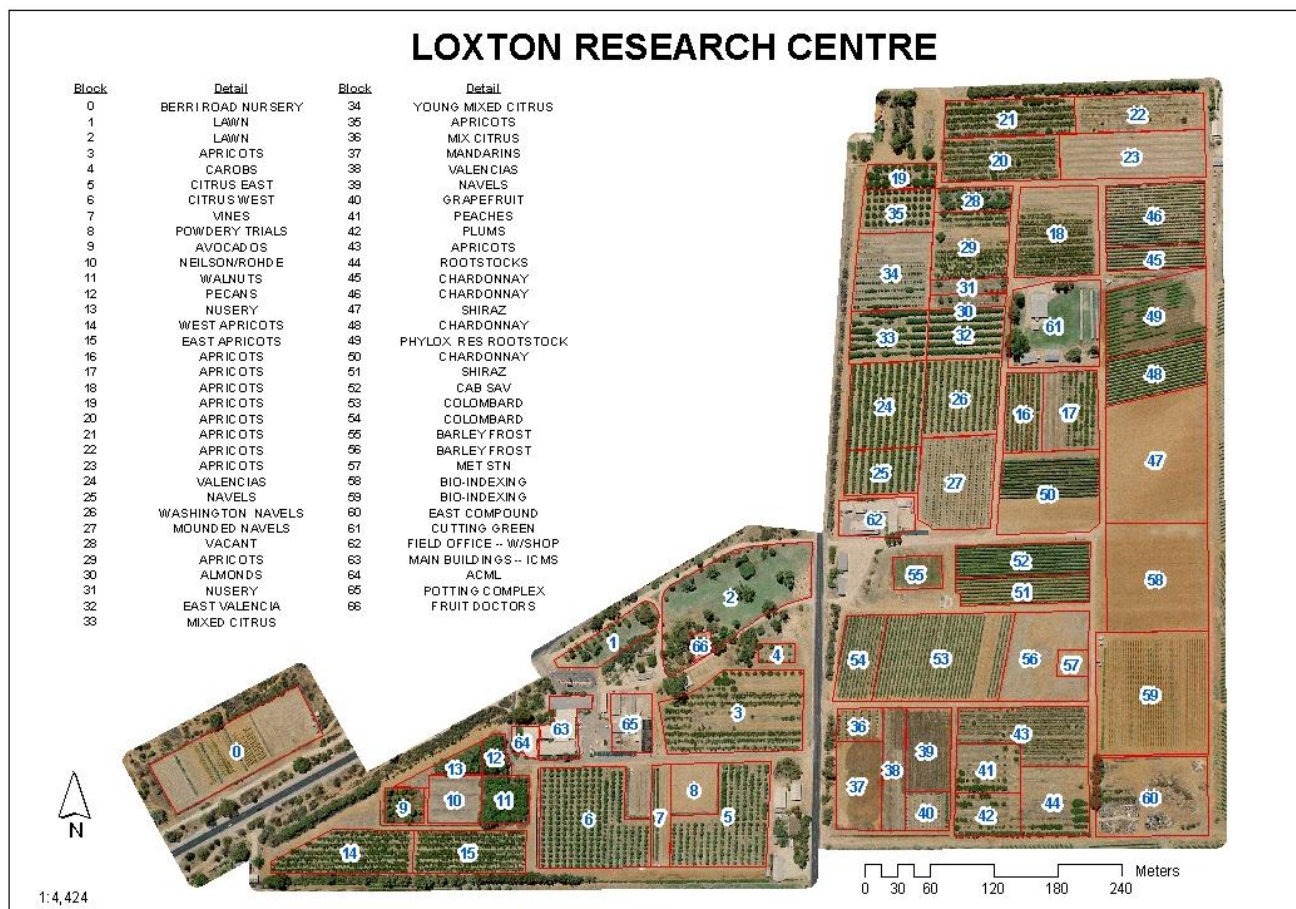 LOXTON RESEARCH CENTRE
Block Detail Block Detail
0 BERRI ROAD NURSERY 34 YOUNG MIXED CITRUS
1 LAWN 35 APRICOTS
2 LAWN 36 MIX CITRUS
3 APRICOTS 37 MANDARINS
4 CAROBS 38 VALENCIAS
5 CITRUS EAST 39 NAVELS
6 CITRUS WEST 40 GRAPEFRUIT
7 VINES 41 PEACHES
8 POWDERY TRIALS 42 PLUMS
9 AVOCADOS 43 APRICOTS
10 NEILSON/ROHDE 44 ROOTSTOCKS
11 WALNUTS 45 CHARDONNAY
12 PECANS 46 CHARDONNAY
13 NUSERY 47 SHIRAZ
14 WEST APRICOTS 48 CHARDONNAY
15 EAST APRICOTS 49 PHYLOX RES ROOTSTOCK
16 APRICOTS 50 CHARDONNAY
17 APRICOTS 51 SHIRAZ
18 APRICOTS 52 CAB SAV
19 APRICOTS 53 COLOMBARD
20 APRICOTS 54 COLOMBARD
21 APRICOTS 55 BARLEY FROST
22 APRICOTS 56 BARLEY FROST
23 APRICOTS 57 MET STN
24 VALENCIAS 58 BIO-INDEXING
25 NAVELS 59 BIO-INDEXING
26 WASHINGTON NAVELS 60 EAST COMPOUND
27 MOUNDED NAVELS 61 CUTTING GREEN
28 VACANT 62 FIELD OFFICE -- W/SHOP
29 APRICOTS 63 MAIN BUILDINGS -- ICMS
30 ALMONDS 64 ACML
31 NUSERY 65 POTTING COMPLEX
32 EAST VALENCIA 66 FRUIT DOCTORS
33 MIXED CITRUS
21
22
20
23
19
28
35
46
18
29
45
34
31
30
49
61
33
32
48
24
26
16
17
47
25
27
50
62
52
55
58
51
2
1
66
4
54
53
56
57
59
3
63
65
64
0
36
39
43
38
12
13
41
37
8
9
10
11
6
7
5
40
42
44
60
14
15
N
1:4,424
Meters
0 30 60 120 180 240